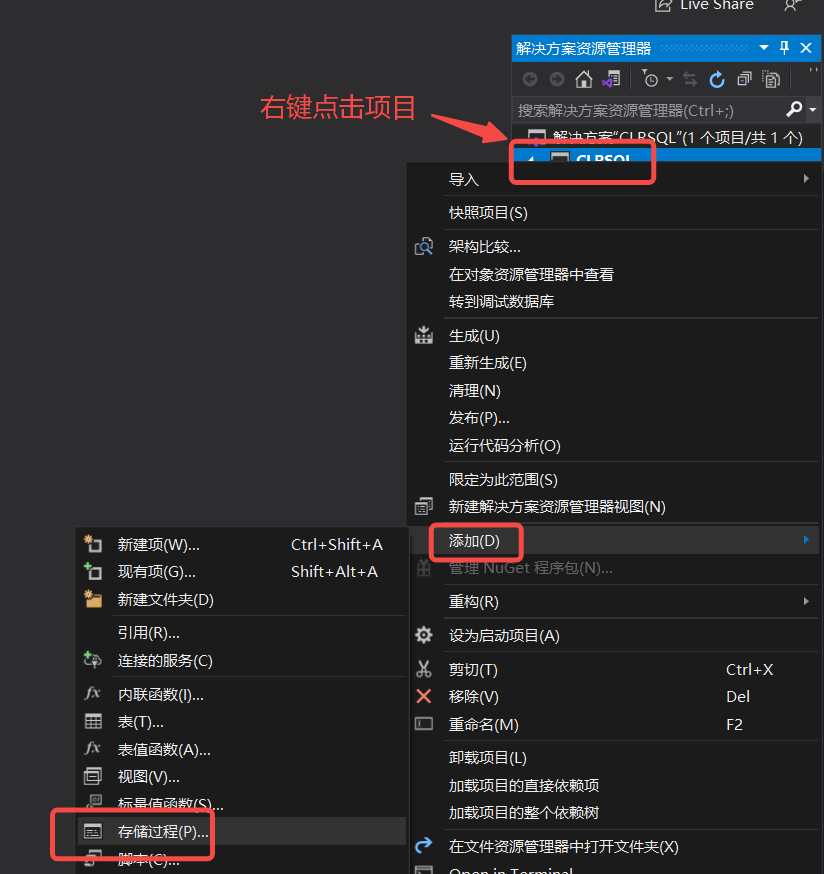 Live Share
解决方案资源管理器
右键点击项目
搜索解决方案资源管理器(Ctrl+;)
解决方案"CLRSQL"(1 个项目/共 1 个)
CLRSQL
导入
快照项目(S)
架构比较...
在对象资源管理器中查看
转到调试数据库
生成(U)
重新生成(E)
清理(N)
发布(P)...
运行代码分析(O)
限定为此范围(S)
新建解决方案资源管理器视图(N)
添加(D)
管理 NuGet 程序包(N)...
重构(R)
设为启动项目(A)
剪切(T) Ctrl+X
移除(V) Del
重命名(M) F2
卸载项目(L)
加载项目的直接依赖项
加载项目的整个依赖树
在文件资源管理器中打开文件夹(X)
Open in Terminal
新建项(W)... Ctrl+Shift+A
现有项(G)... Shift+Alt+A
新建文件夹(D)
引用(R)...
连接的服务(C)
内联函数(I)...
表(T)...
表值函数(A)...
视图(V)...
标量值函数(S)...
存储过程(P)...
脚本(C)...